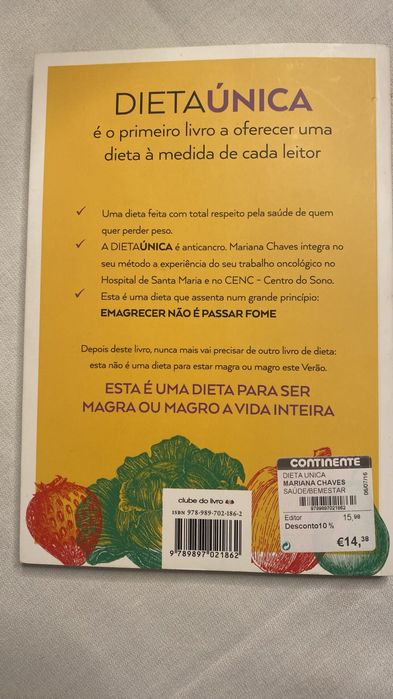 DIETAÚNICA
é o primeiro livro a oferecer uma
dieta à medida de cada leitor
✓ Uma dieta feita com total respeito pela saúde de quem
quer perder peso.
✓ A DIETAÚNICA é anticancro. Mariana Chaves integra no
seu método a experiência do seu trabalho oncológico no
Hospital de Santa Maria e no CENC - Centro do Sono.
✓ Esta é uma dieta que assenta num grande princípio:
EMAGRECER NÃO É PASSAR FOME
Depois deste livro, nunca mais vai precisar de outro livro de dieta:
esta não é uma dieta para estar magra ou magro este Verão.
ESTA É UMA DIETA PARA SER
MAGRA OU MAGRO A VIDA INTEIRA
clube do livro
ISBN 978-989-702-186-2
9 789897 021862
CONTINENTE
DIETA UNICA
MARIANA CHAVES
SAÚDE/BEMESTAR
9789897021862
Editor 15,98
Desconto10 %
€14,38
06/07/16